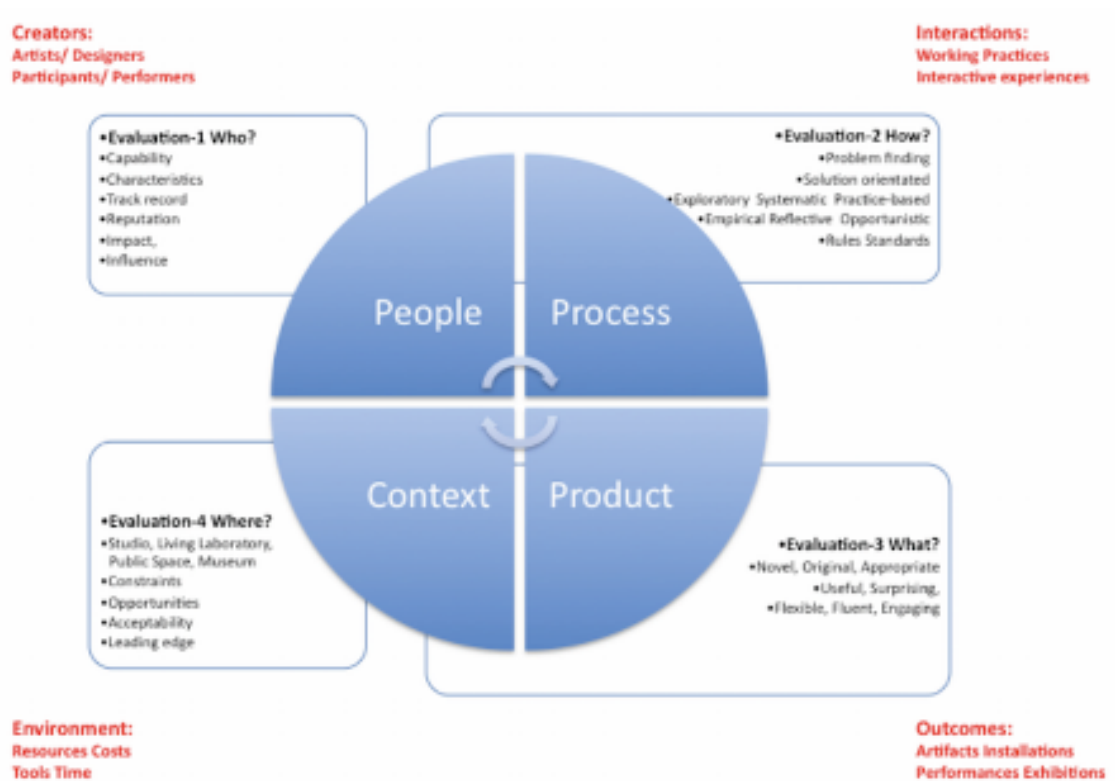 Creators:
Artists/ Designers
Participants/ Performers
Interactions:
Working Practices
Interactive experiences
•Evaluation-1 Who?
•Capability
•Characteristics
•Track record
•Reputation
•Impact,
•Influence
•Evaluation-2 How?
•Problem finding
•Solution orientated
•Exploratory Systematic Practice-based
•Empirical Reflective Opportunistic
•Rules Standards
People
Process
Context
Product
•Evaluation-4 Where?
•Studio, Living Laboratory,
Public Space, Museum
•Constraints
•Opportunities
•Acceptability
•Leading edge
•Evaluation-3 What?
•Novel, Original, Appropriate
•Useful, Surprising,
•Flexible, Fluent, Engaging
Environment:
Resources Costs
Tools Time
Outcomes:
Artifacts Installations
Performances Exhibitions